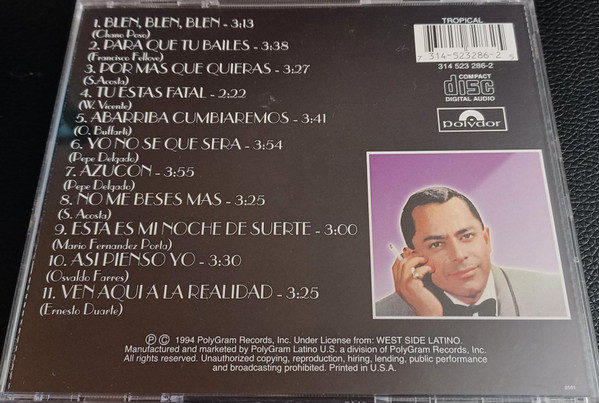 1. BLEN, BLEN, BLEN - 3:13
(Chano Poxo)
2. PARA QUE TU BAILES - 3:38
(Francisco Fellove)
3. POR MAS QUE QUIERAS - 3:27
(S. Acosta)
4. TU ESTAS FATAL - 2:22
(W. Vicente)
5. ABARRIBA CUMBIAREMOS - 3:41
(O. Buffarti)
6. YO NO SE QUE SERA - 3:54
(Pepe Delgado)
7. AZUCON - 3:55
(Pepe Delgado)
8. NO ME BESES MAS - 3:25
(S. Acosta)
9. ESTA ES MI NOCHE DE SUERTE - 3:00
(Mario Fernandez Porta)
10. ASI PIENSO YO - 3:30
(Osvaldo Farres)
11. VEN AQUI A LA REALIDAD - 3:25
(Ernesto Duarte)
TROPICAL
7 314-523286-2 5
314 523 286-2
COMPACT
disc
DIGITAL AUDIO
polydor
Ⓟ © 1994 PolyGram Records, Inc. Under License from: WEST SIDE LATINO.
Manufactured and marketed by PolyGram Latino U.S. a division of PolyGram Records, Inc.
All rights reserved. Unauthorized copying, reproduction, hiring, lending, public performance
and broadcasting prohibited. Printed in U.S.A.